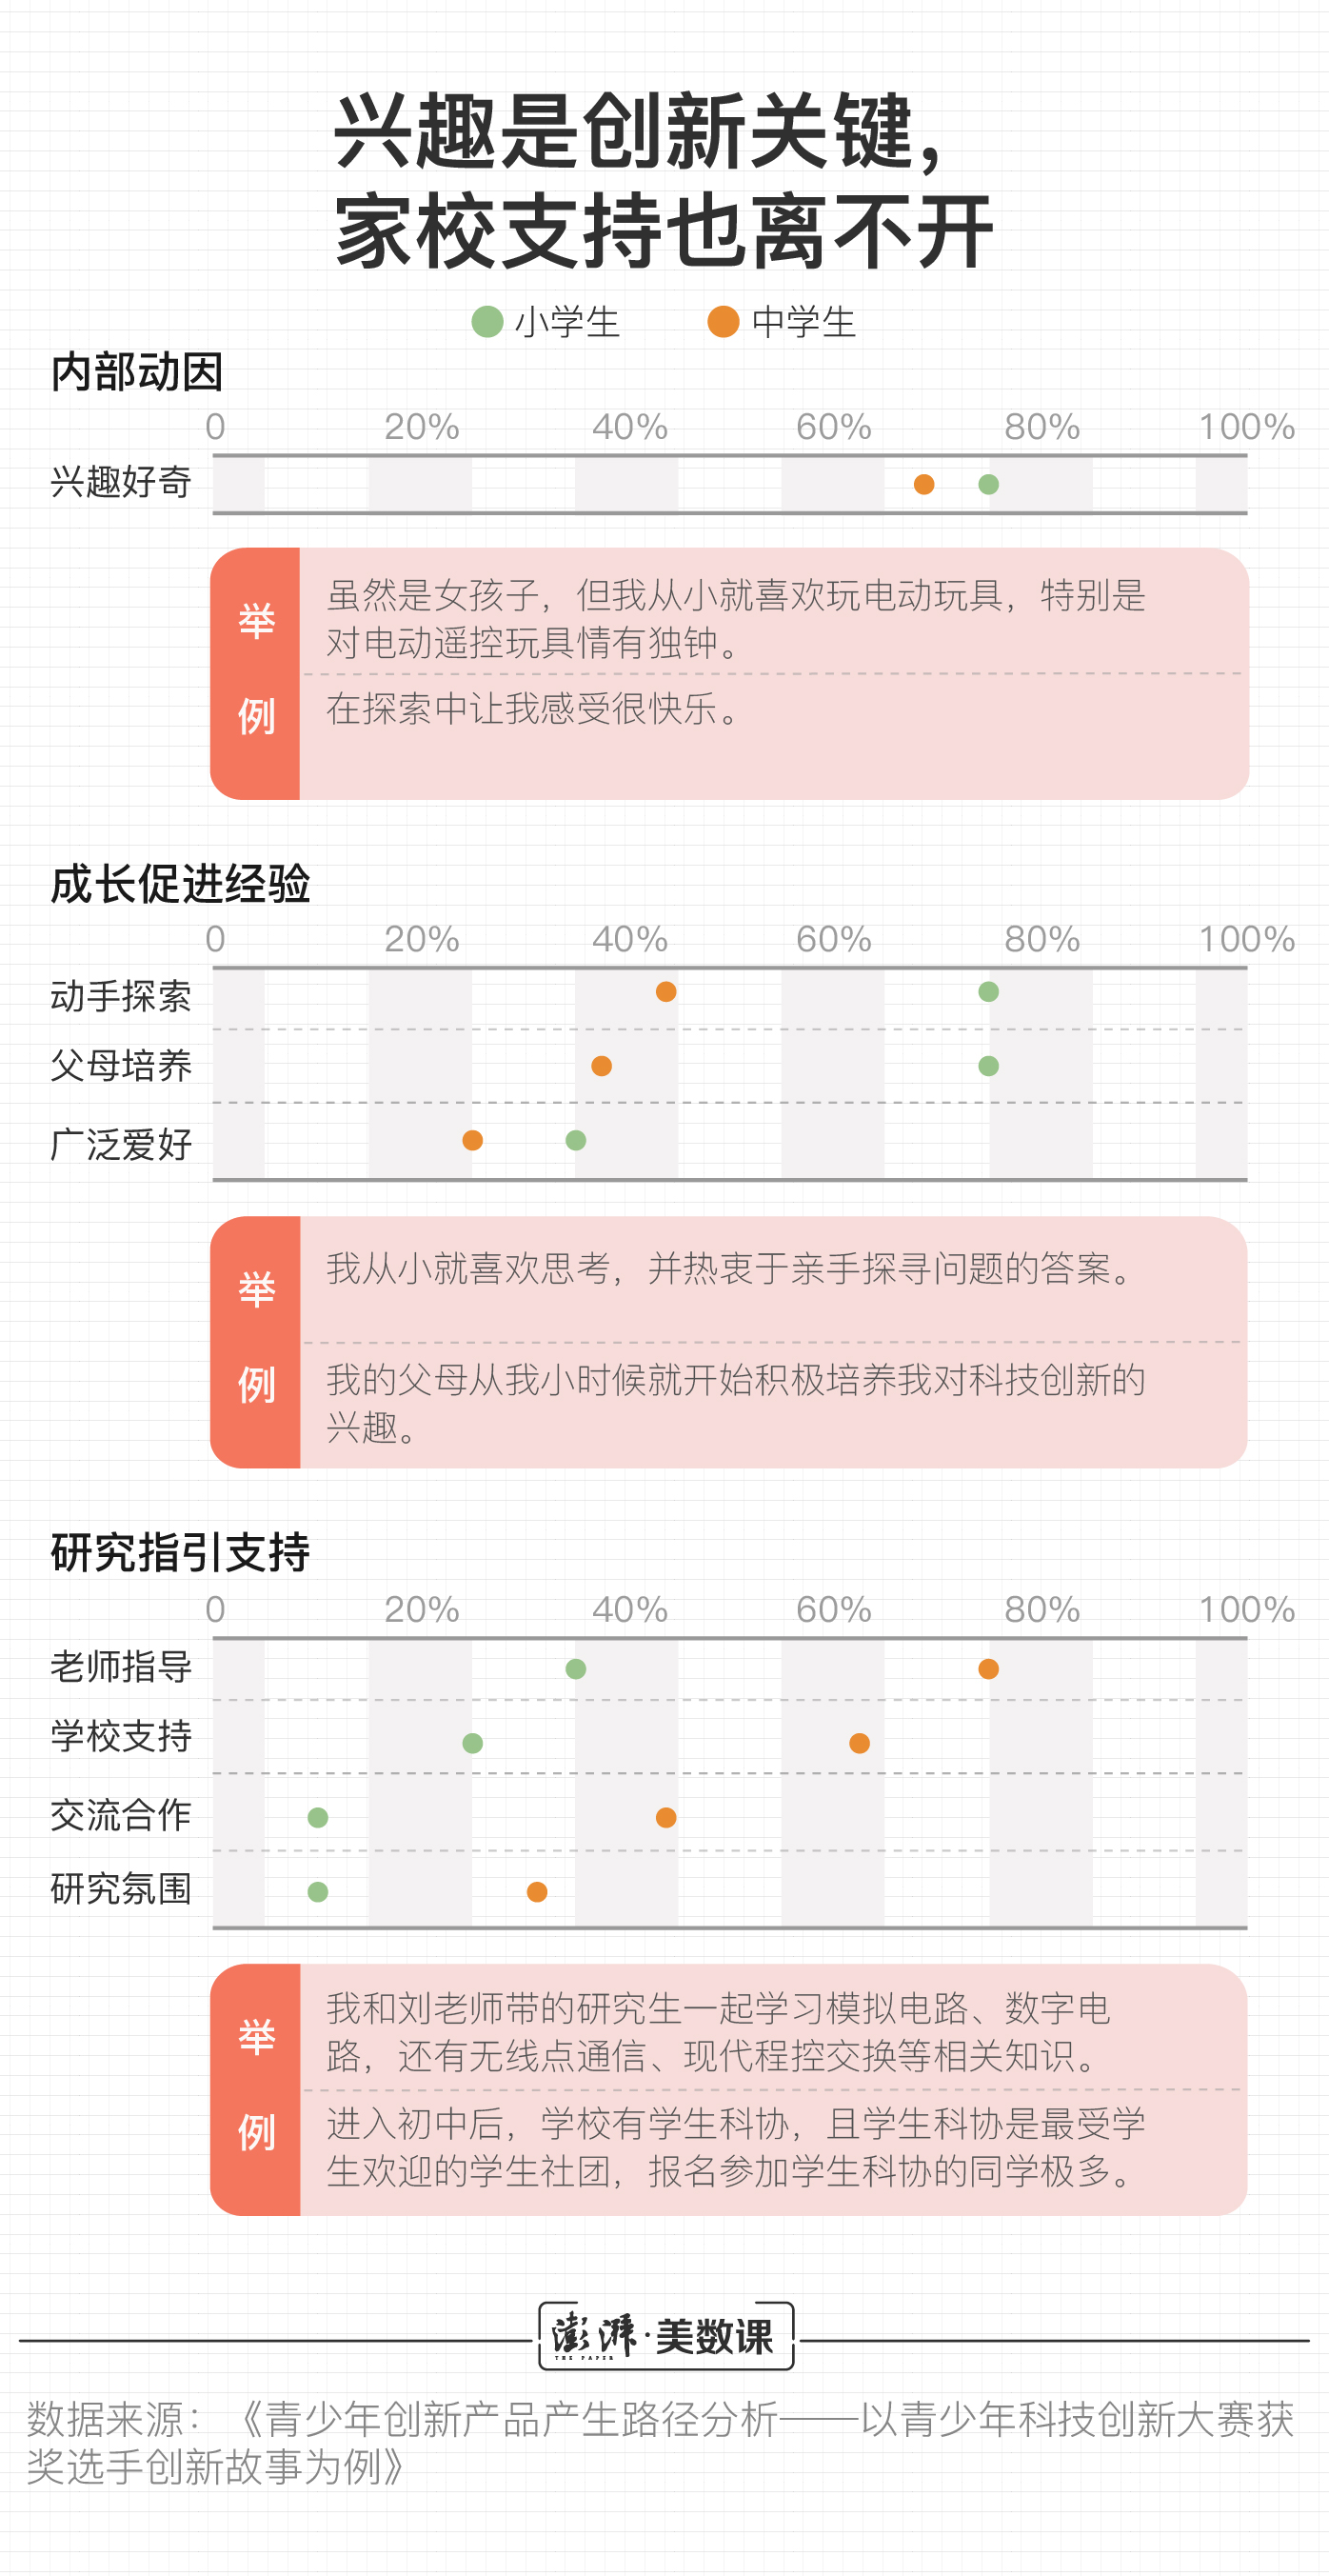 兴趣是创新关键，
家校支持也离不开
小学生 中学生
内部动因
0 20% 40% 60% 80% 100%
兴趣好奇
举例
虽然是女孩子，但我从小就喜欢玩电动玩具，特别是
对电动遥控玩具情有独钟。
在探索中让我感受很快乐。
成长促进经验
0 20% 40% 60% 80% 100%
动手探索
父母培养
广泛爱好
举例
我从小就喜欢思考，并热衷于亲手探寻问题的答案。
我的父母从我小时候就开始积极培养我对科技创新的
兴趣。
研究指引支持
0 20% 40% 60% 80% 100%
老师指导
学校支持
交流合作
研究氛围
举例
我和刘老师带的研究生一起学习模拟电路、数字电
路，还有无线点通信、现代程控交换等相关知识。
进入初中后，学校有学生科协，且学生科协是最受学
生欢迎的学生社团，报名参加学生科协的同学极多。
澎湃·美数课
THE PAPER
数据来源：《青少年创新产品产生路径分析——以青少年科技创新大赛获
奖选手创新故事为例》